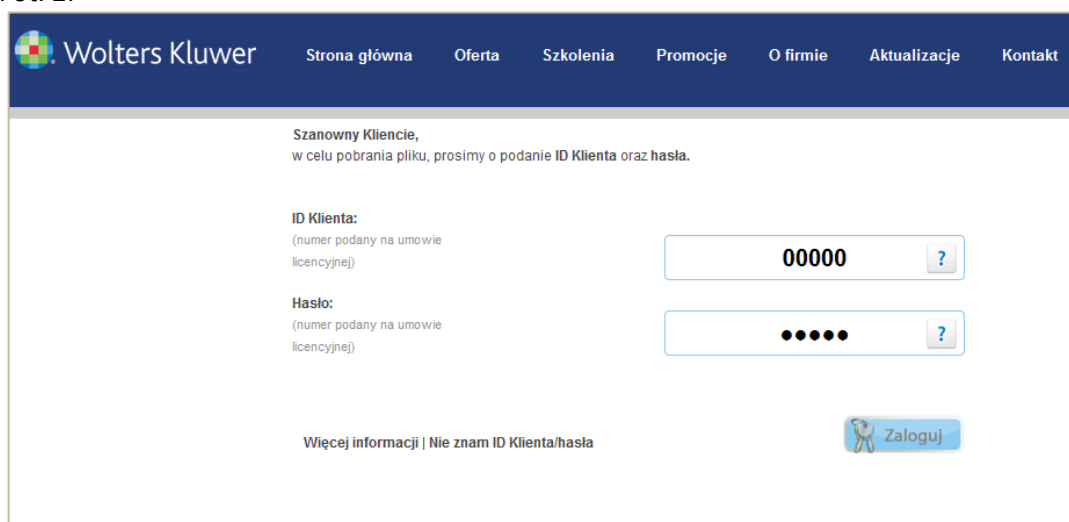 Wolters Kluwer
Strona główna Oferta Szkolenia Promocje O firmie Aktualizacje Kontakt
Szanowny Kliencie,
w celu pobrania pliku, prosimy o podanie ID Klienta oraz hasła.
ID Klienta:
(numer podany na umowie
licencyjnej)
00000 ?
Hasło:
(numer podany na umowie
licencyjnej)
●●●●● ?
Więcej informacji | Nie znam ID Klienta/hasła
Zaloguj